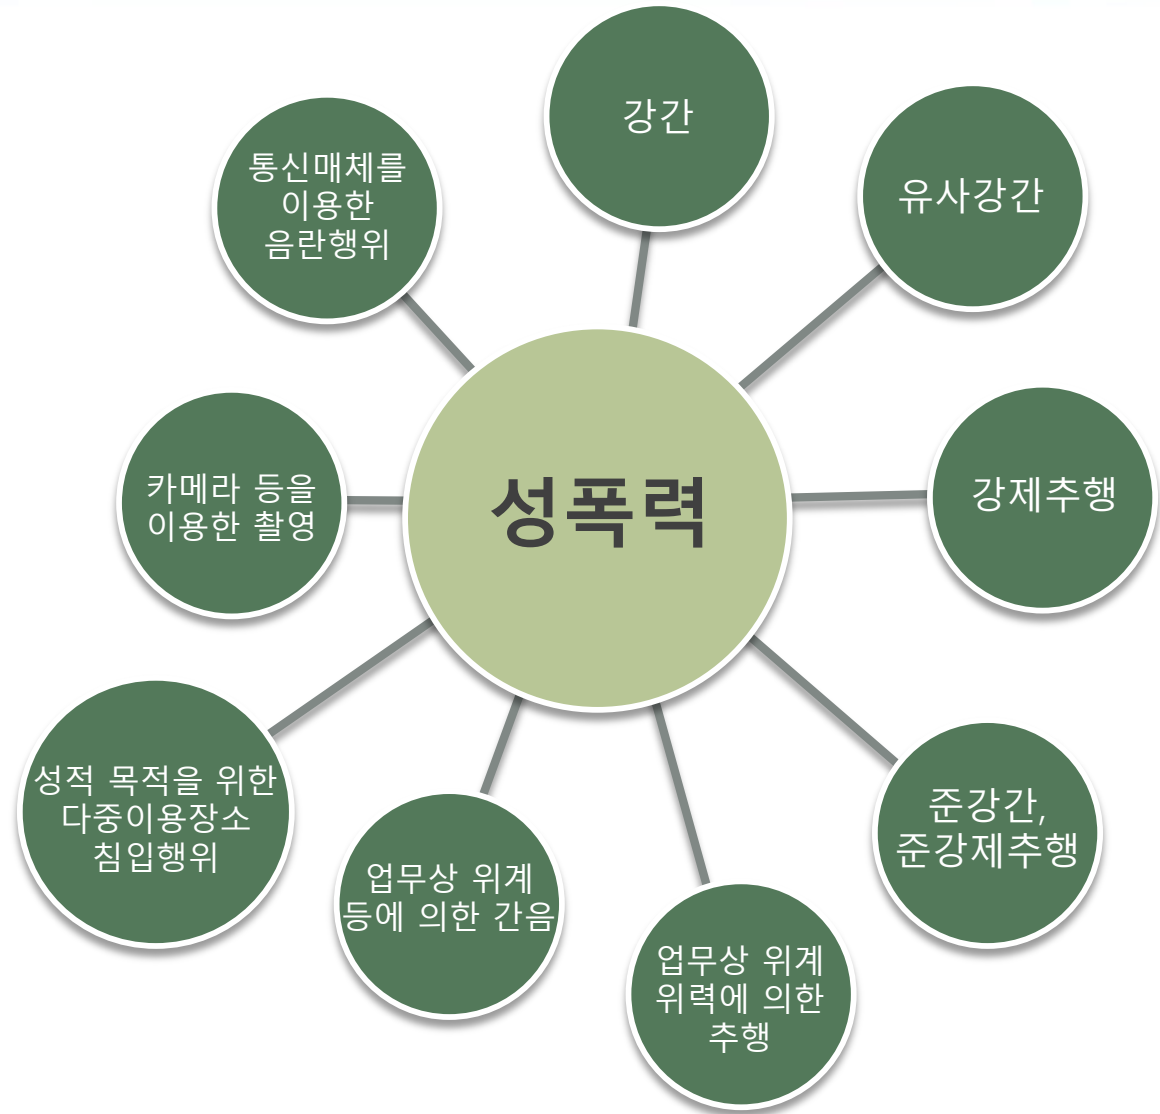 강간
유사강간
강제추행
준강간,
준강제추행
업무상 위계
위력에 의한
추행
업무상 위계
등에 의한 간음
성적 목적을 위한
다중이용장소
침입행위
카메라 등을
이용한 촬영
통신매체를
이용한
음란행위
성폭력